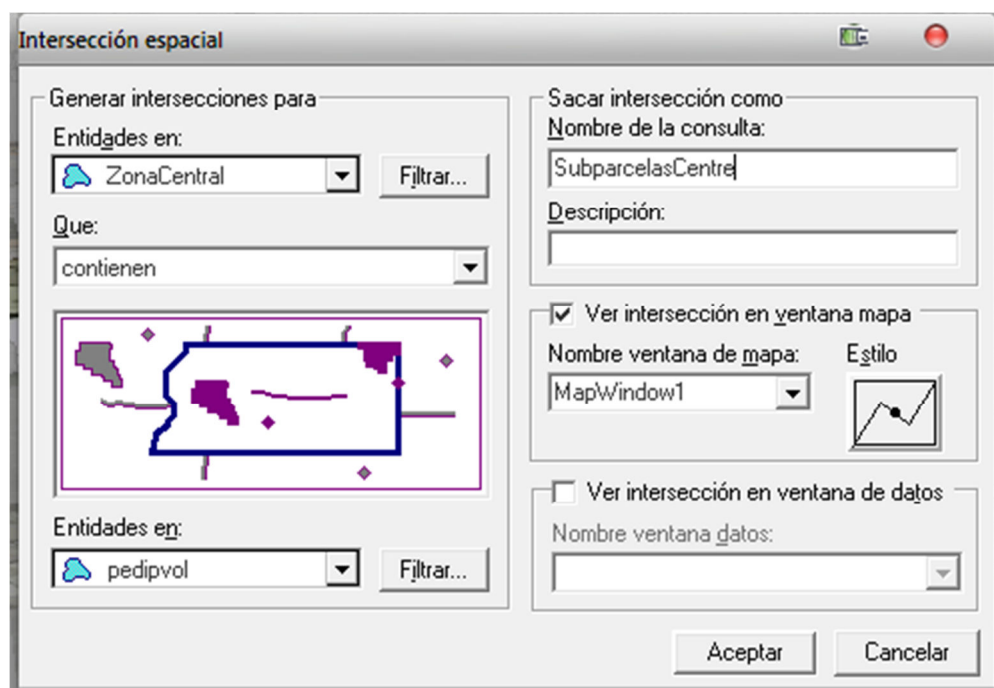 Intersección espacial
Generar intersecciones para
Entidades en:
ZonaCentral
Filtrar...
Que:
contienen
Entidades en:
pedipvol
Filtrar...
Sacar intersección como
Nombre de la consulta:
SubparcelasCentre
Descripción:
Ver intersección en ventana mapa
Nombre ventana de mapa:
Estilo
MapWindow1
Ver intersección en ventana de datos
Nombre ventana datos:
Aceptar
Cancelar